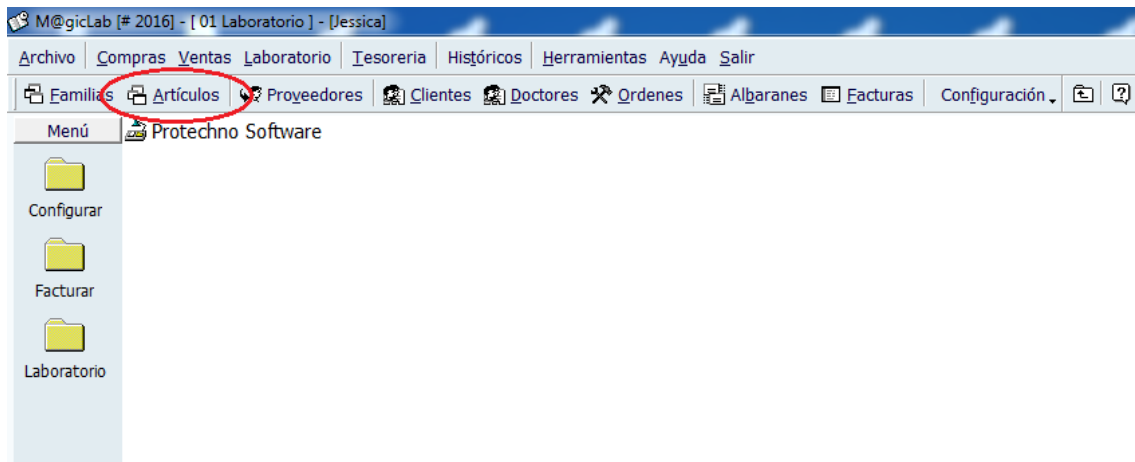 M@gicLab [# 2016] - [ 01 Laboratorio ] - [Jessica]
Archivo Compras Ventas Laboratorio Tesoreria Históricos Herramientas Ayuda Salir
Familias Artículos Proveedores Clientes Doctores Ordenes Albaranes Facturas Configuración
Menú
Protechno Software
Configurar
Facturar
Laboratorio